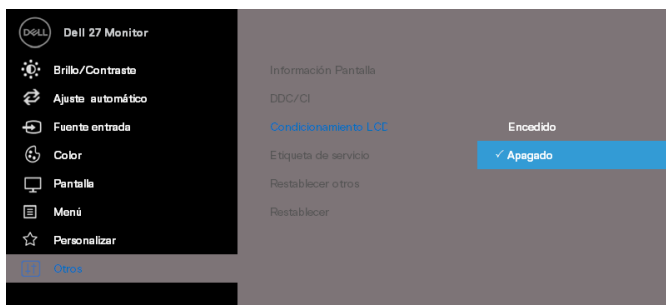 DELL Dell 27 Monitor
Brillo/Contraste
Ajuste automático
Fuente entrada
Color
Pantalla
Menú
Personalizar
Otros
Información Pantalla
DDC/CI
Condicionamiento LCD
Etiqueta de servicio
Restablecer otros
Restablecer
Encedido
✓ Apagado